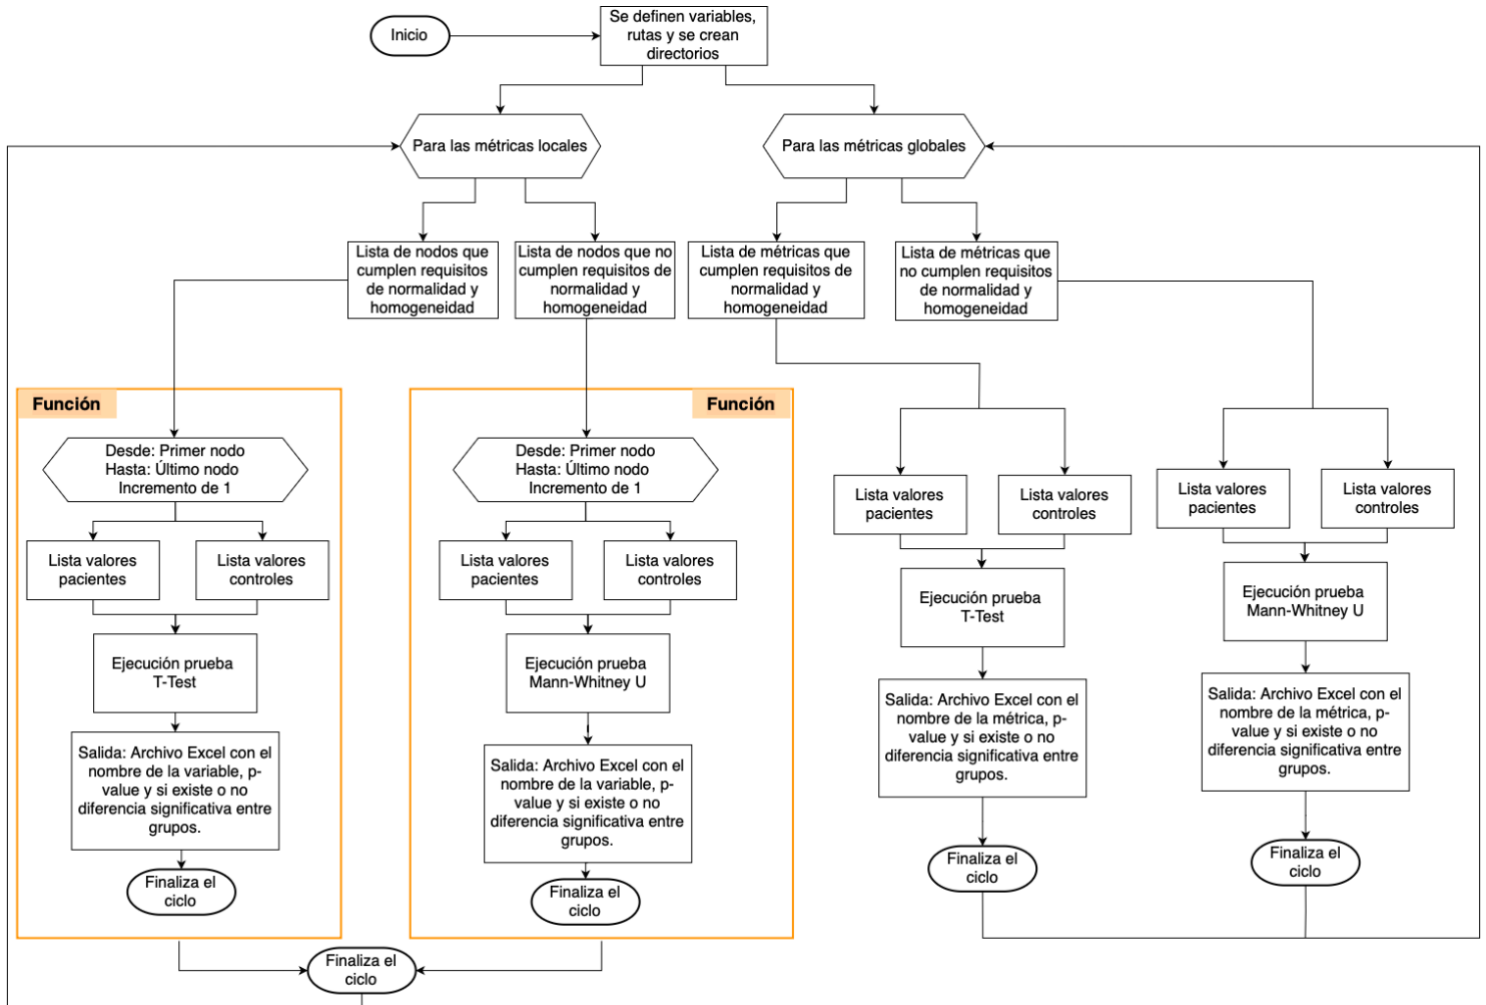 Inicio
Se definen variables,
rutas y se crean
directorios
Para las métricas locales
Para las métricas globales
Lista de nodos que
cumplen requisitos
de normalidad y
homogeneidad
Lista de nodos que no
cumplen requisitos de
normalidad y
homogeneidad
Lista de métricas que
cumplen requisitos de
normalidad y
homogeneidad
Lista de métricas que
no cumplen requisitos
de normalidad y
homogeneidad
Función
Desde: Primer nodo
Hasta: Último nodo
Incremento de 1
Lista valores
pacientes
Lista valores
controles
Ejecución prueba
T-Test
Salida: Archivo Excel con el
nombre de la variable, p-
value y si existe o no
diferencia significativa entre
grupos.
Finaliza el
ciclo
Función
Desde: Primer nodo
Hasta: Último nodo
Incremento de 1
Lista valores
pacientes
Lista valores
controles
Ejecución prueba
Mann-Whitney U
Salida: Archivo Excel con el
nombre de la variable, p-
value y si existe o no
diferencia significativa entre
grupos.
Finaliza el
ciclo
Finaliza el
ciclo
Lista valores
pacientes
Lista valores
controles
Ejecución prueba
T-Test
Salida: Archivo Excel con el
nombre de la métrica, p-
value y si existe o no
diferencia significativa entre
grupos.
Finaliza el
ciclo
Lista valores
pacientes
Lista valores
controles
Ejecución prueba
Mann-Whitney U
Salida: Archivo Excel con el
nombre de la métrica, p-
value y si existe o no
diferencia significativa entre
grupos.
Finaliza el
ciclo